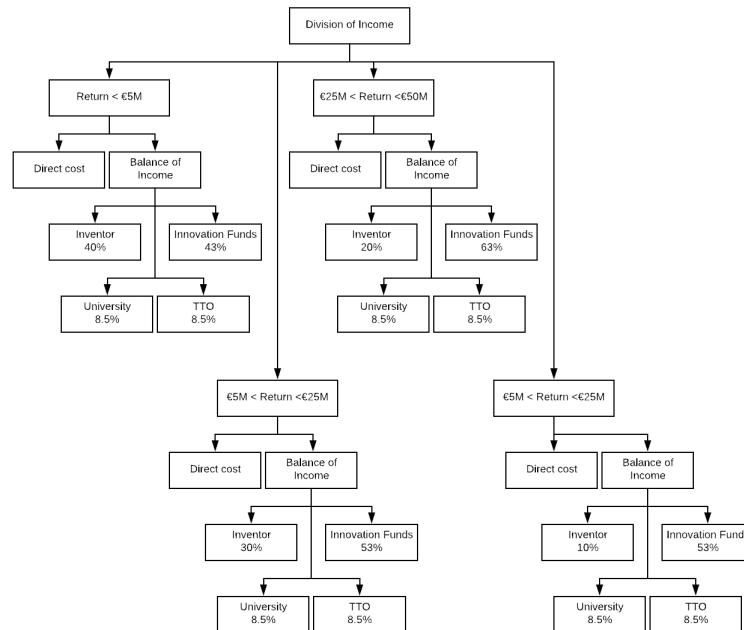 Division of Income
Return < €5M
€25M < Return <€50M
Direct cost
Balance of
Income
Direct cost
Balance of
Income
Inventor
40%
Innovation Funds
43%
Inventor
20%
Innovation Funds
63%
University
8.5%
TTO
8.5%
University
8.5%
TTO
8.5%
€5M < Return <€25M
€5M < Return <€25M
Direct cost
Balance of
Income
Direct cost
Balance of
Income
Inventor
30%
Innovation Funds
53%
Inventor
10%
Innovation Fund
53%
University
8.5%
TTO
8.5%
University
8.5%
TTO
8.5%